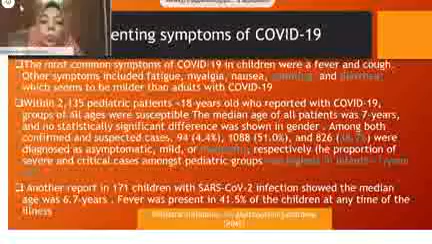 enting symptoms of COVID-19
The most common symptoms of COVID-19 in children were a fever and cough.
Other symptoms included fatigue, myalgia, nausea, vomiting, and diarrhea,
which seems to be milder than adults with COVID-19
Within 2,135 pediatric patients <18-years old who reported with COVID-19,
groups of all ages were susceptible The median age of all patients was 7-years,
and no statistically significant difference was shown in gender . Among both
confirmed and suspected cases, 94 (4.4%), 1088 (51.0%), and 826 ( were
diagnosed as asymptomatic, mild, or moderate, respectively (he proportion of
severe and critical cases amongst pediatric groups
Another report in 171 children with SARS-CoV-2 infection showed the median
age was 6.7-years . Fever was present in 41.5% of the children at any time of the
illness